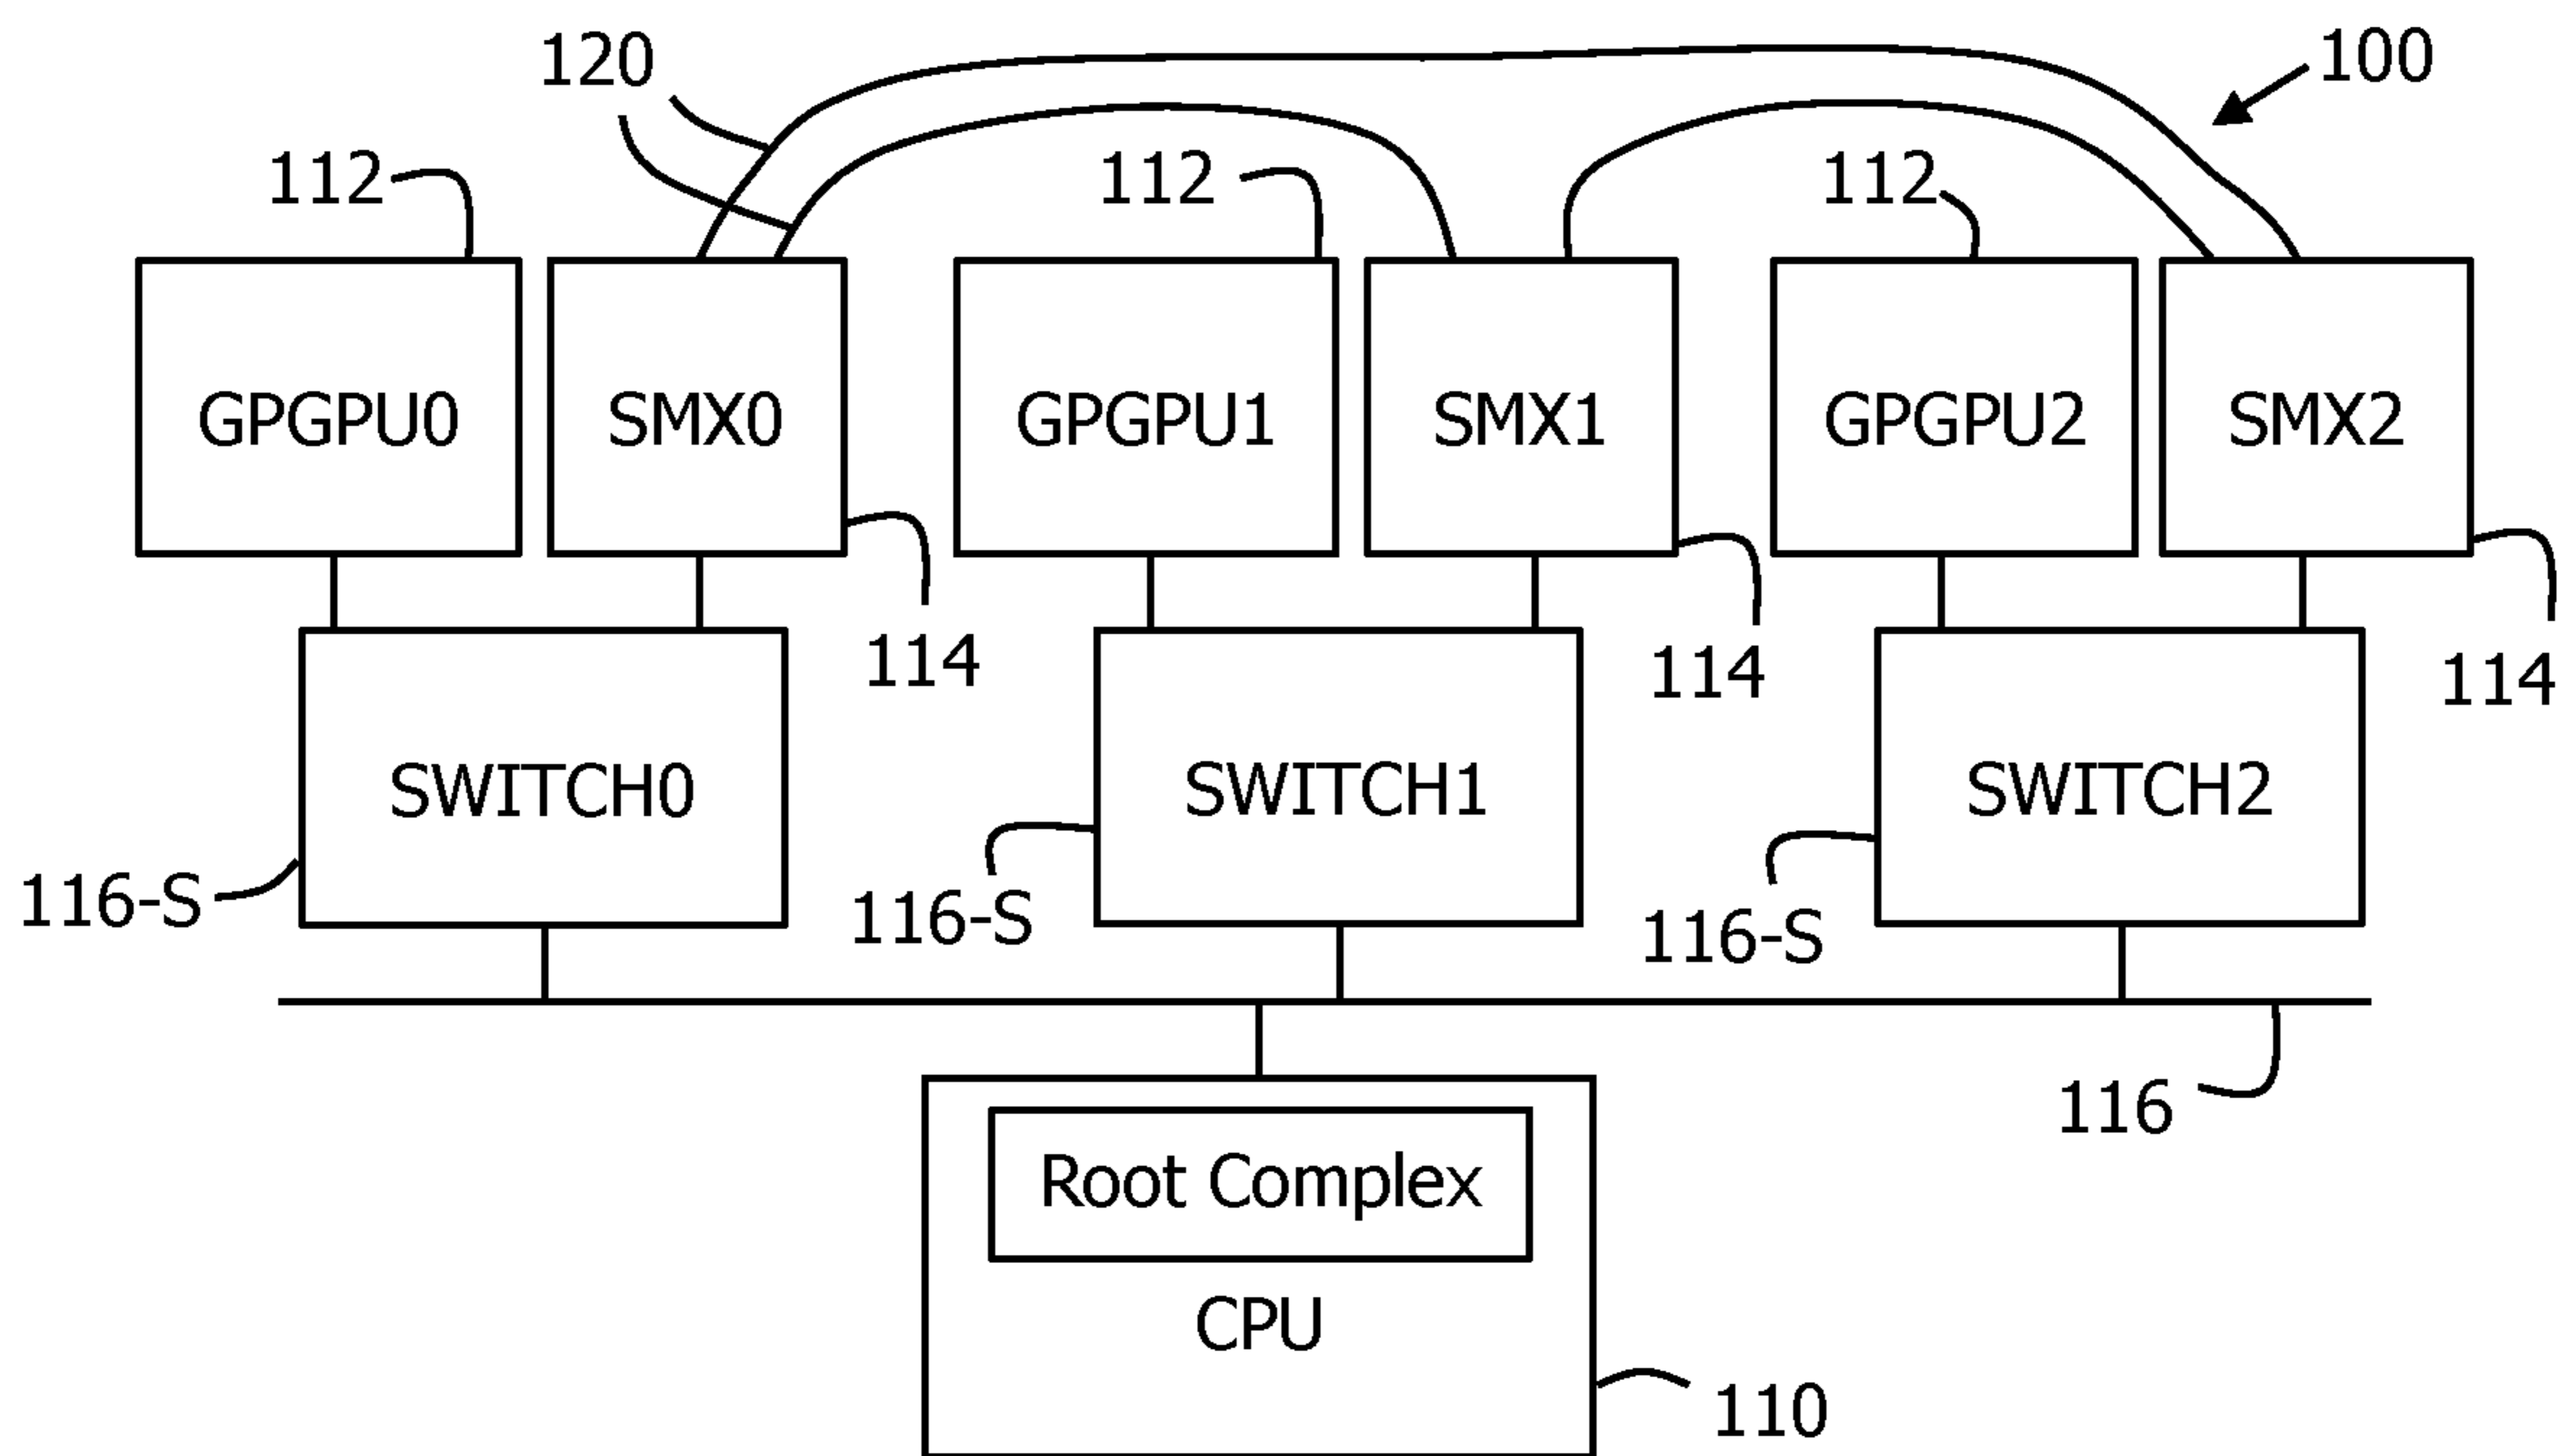 120
100
112
112
112
GPGPU0
SMX0
GPGPU1
SMX1
GPGPU2
SMX2
114
114
114
SWITCH0
SWITCH1
SWITCH2
116-S
116-S
116-S
116
Root Complex
CPU
110